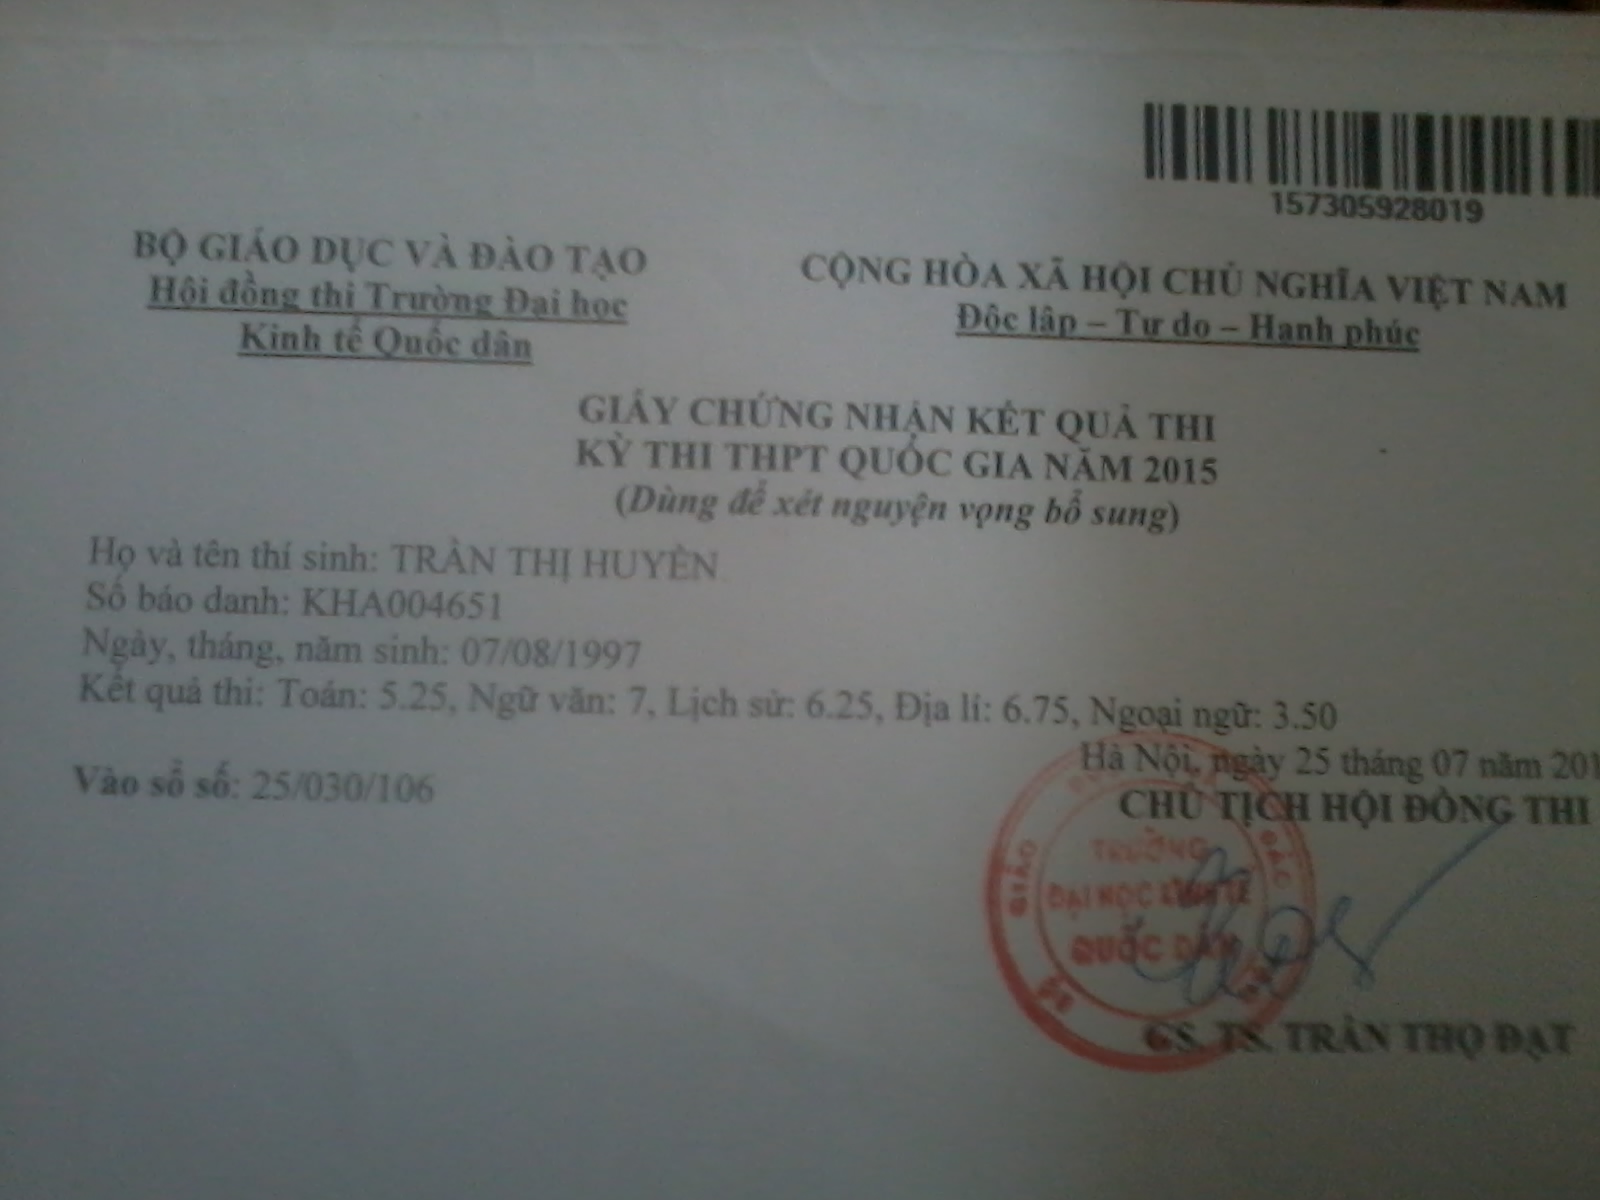 157305928019
BỘ GIÁO DỤC VÀ ĐÀO TẠO
Hội đồng thi Trường Đại học
Kinh tế Quốc dân
CỘNG HÒA XÃ HỘI CHỦ NGHĨA VIỆT NAM
Độc lập – Tự do – Hạnh phúc
GIẤY CHỨNG NHẬN KẾT QUẢ THI
KỲ THI THPT QUỐC GIA NĂM 2015
(Dùng để xét nguyện vọng bổ sung)
Họ và tên thí sinh: TRẦN THỊ HUYỀN
Số báo danh: KHA004651
Ngày, tháng, năm sinh: 07/08/1997
Kết quả thi: Toán: 5.25, Ngữ văn: 7, Lịch sử: 6.25, Địa lí: 6.75, Ngoại ngữ: 3.50
Hà Nội, ngày 25 tháng 07 năm 201
Vào sổ số: 25/030/106
CHỦ TỊCH HỘI ĐỒNG THI
GIÁO
TRƯỜNG
ĐẠI HỌC KINH TẾ
QUỐC DÂN
GS. TS. TRẦN THỌ ĐẠT